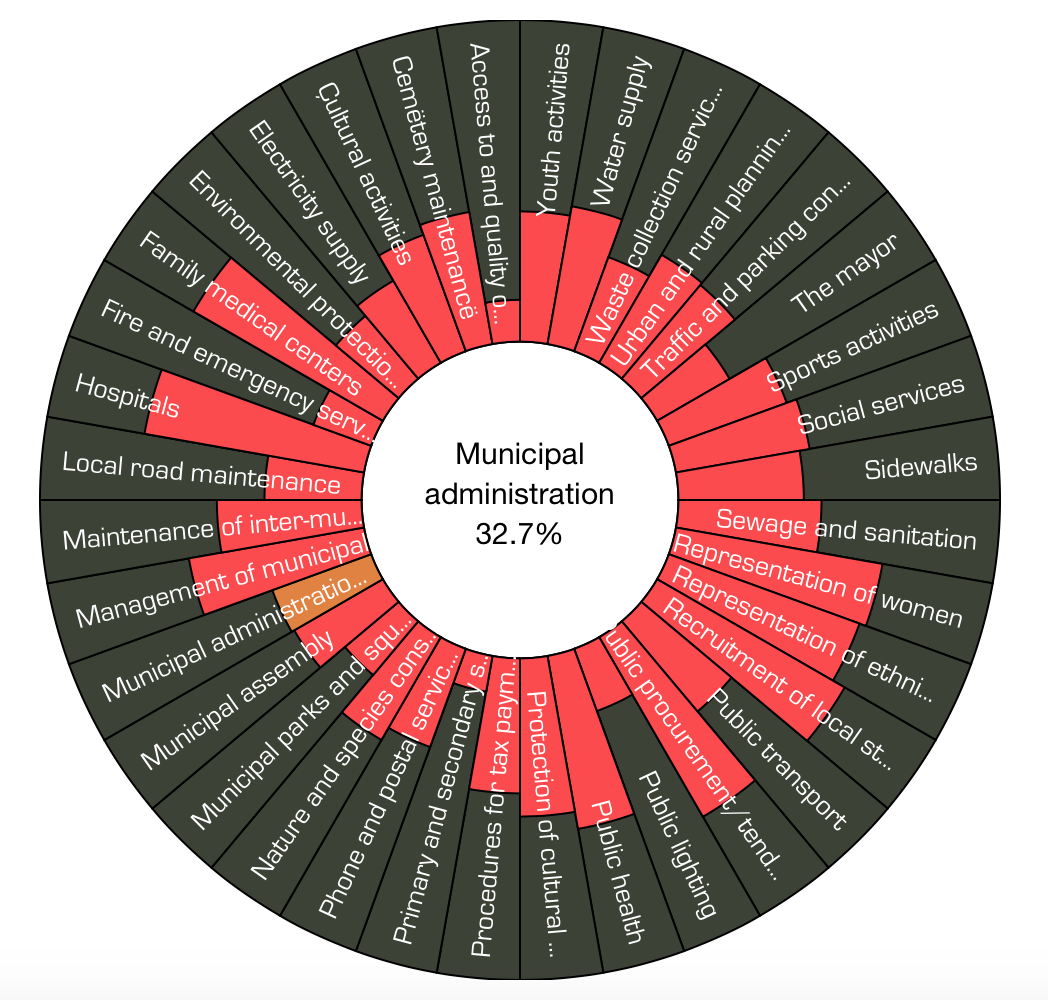 Youth activities
Water supply
Waste collection servic...
Urban and rural plannin...
Traffic and parking con...
The mayor
Sports activities
Social services
Sidewalks
Sewage and sanitation
Representation of women
Representation of ethni...
Recruitment of local st...
Public transport
ublic procurement/tend...
Public lighting
Public health
Protection of cultural ...
Procedures for tax paym...
Primary and secondary s...
Phone and postal servic...
Nature and species cons...
Municipal parks and squ...
Municipal assembly
Municipal administratio...
Management of municipal
Maintenance of inter-mu...
Local road maintenance
Hospitals
Fire and emergency serv...
Family medical centers
Environmental protectio...
Electricity supply
Cultural activities
Cemetery maintenance
Access to and quality o...
Municipal
administration
32.7%